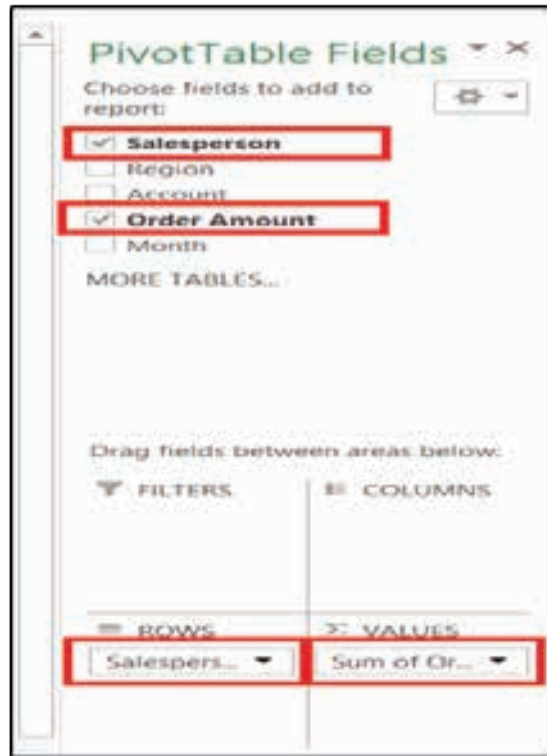 PivotTable Fields
Choose fields to add to
report:
Salesperson
Region
Account
Order Amount
Month
MORE TABLES...
Drag fields between areas below:
FILTERS
COLUMNS
ROWS
Σ VALUES
Salespers...
Sum of Or...